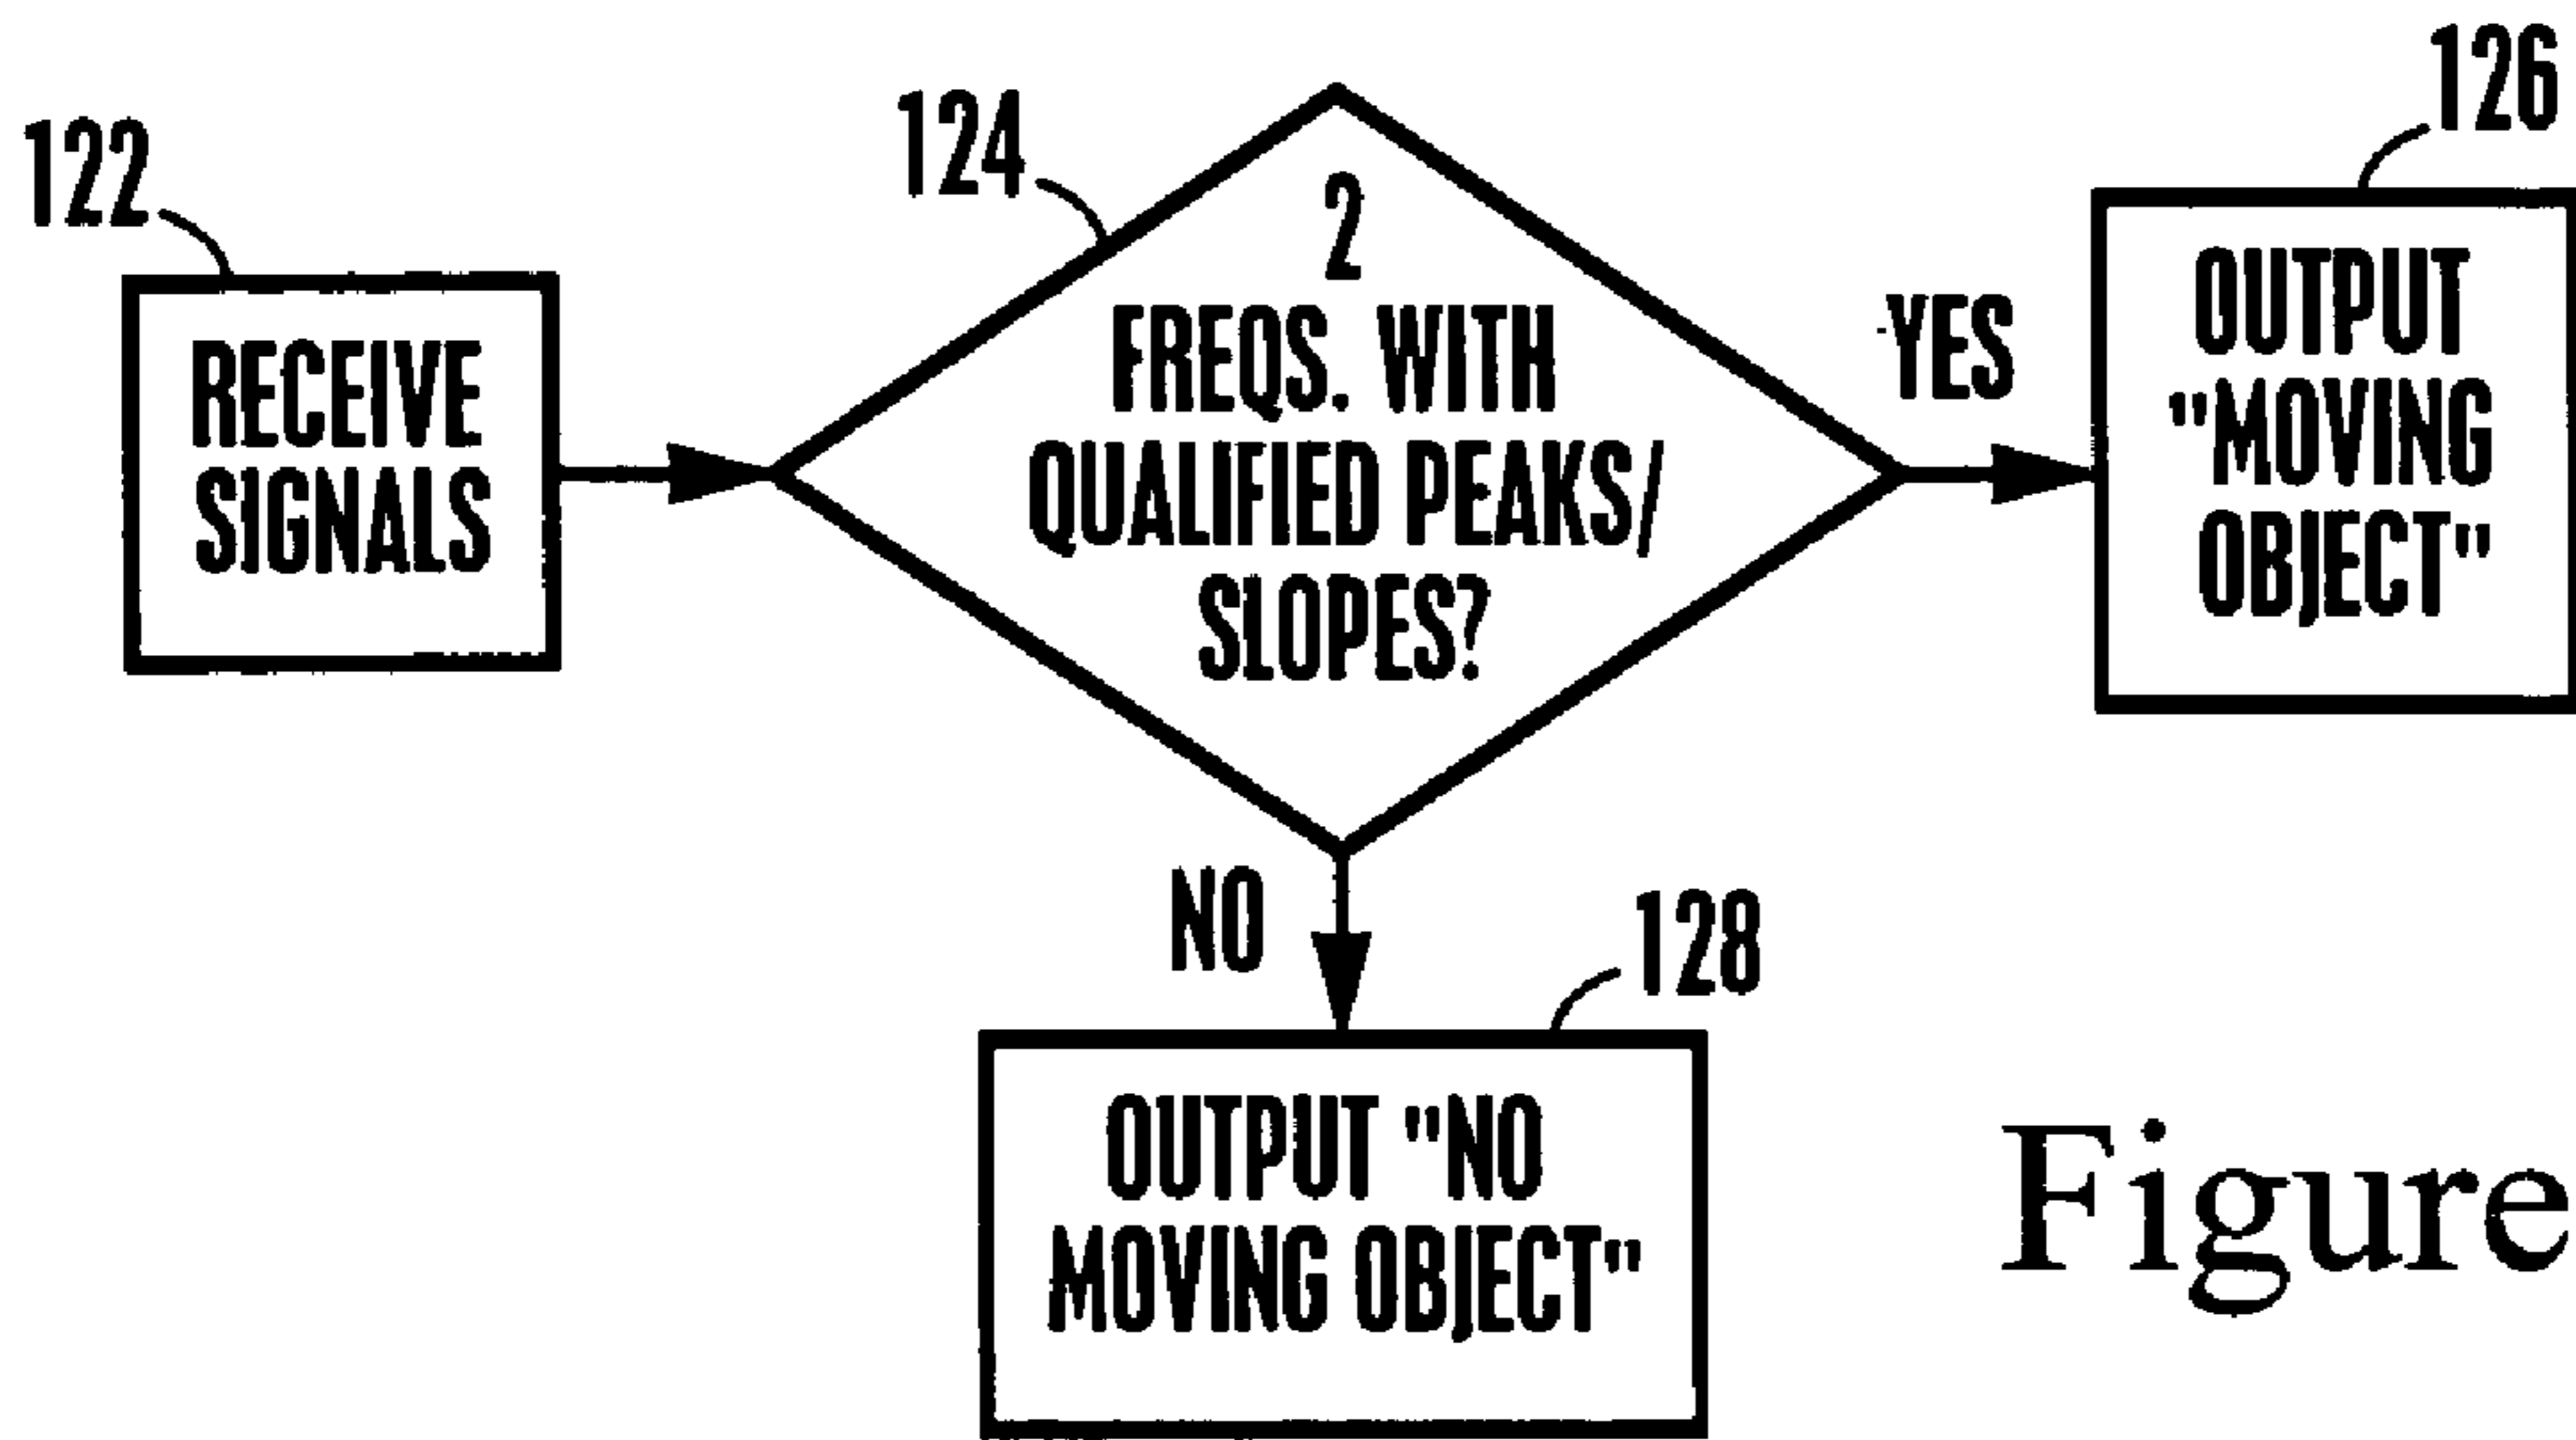 122
RECEIVE
SIGNALS
124
2
FREQS. WITH
QUALIFIED PEAKS/
SLOPES?
YES
126
OUTPUT
"MOVING
OBJECT"
NO
128
OUTPUT "NO
MOVING OBJECT"
Figure